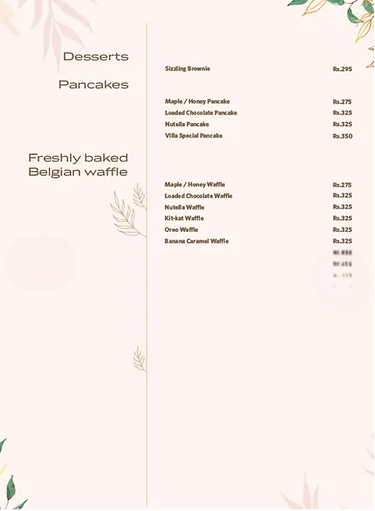 Desserts
Sizzling Brownie Rs.295
Pancakes
Maple / Honey Pancake Rs.275
Loaded Chocolate Pancake Rs.325
Nutella Pancake Rs.325
Villa Special Pancake Rs.350
Freshly baked
Belgian waffle
Maple / Honey Waffle Rs.275
Loaded Chocolate Waffle Rs.325
Nutella Waffle Rs.325
Kit-kat Waffle Rs.325
Oreo Waffle Rs.325
Banana Caramel Waffle Rs.325